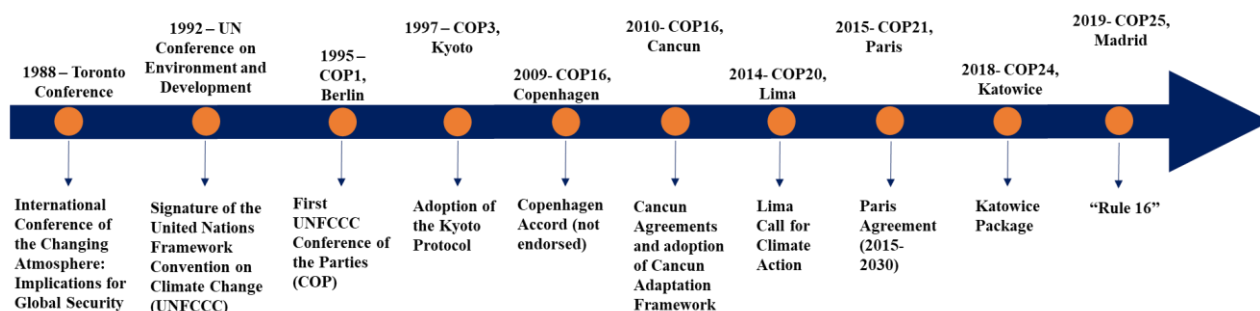 1988 – Toronto
Conference
1992 – UN
Conference on
Environment and
Development
1995 –
COP1,
Berlin
1997 – COP3,
Kyoto
2009- COP16,
Copenhagen
2010- COP16,
Cancun
2014- COP20,
Lima
2015- COP21,
Paris
2018- COP24,
Katowice
2019- COP25,
Madrid
International
Conference of
the Changing
Atmosphere:
Implications for
Global Security
Signature of the
United Nations
Framework
Convention on
Climate Change
(UNFCCC)
First
UNFCCC
Conference of
the Parties
(COP)
Adoption of
the Kyoto
Protocol
Copenhagen
Accord (not
endorsed)
Cancun
Agreements
and adoption
of Cancun
Adaptation
Framework
Lima
Call for
Climate
Action
Paris
Agreement
(2015-
2030)
Katowice
Package
“Rule 16”